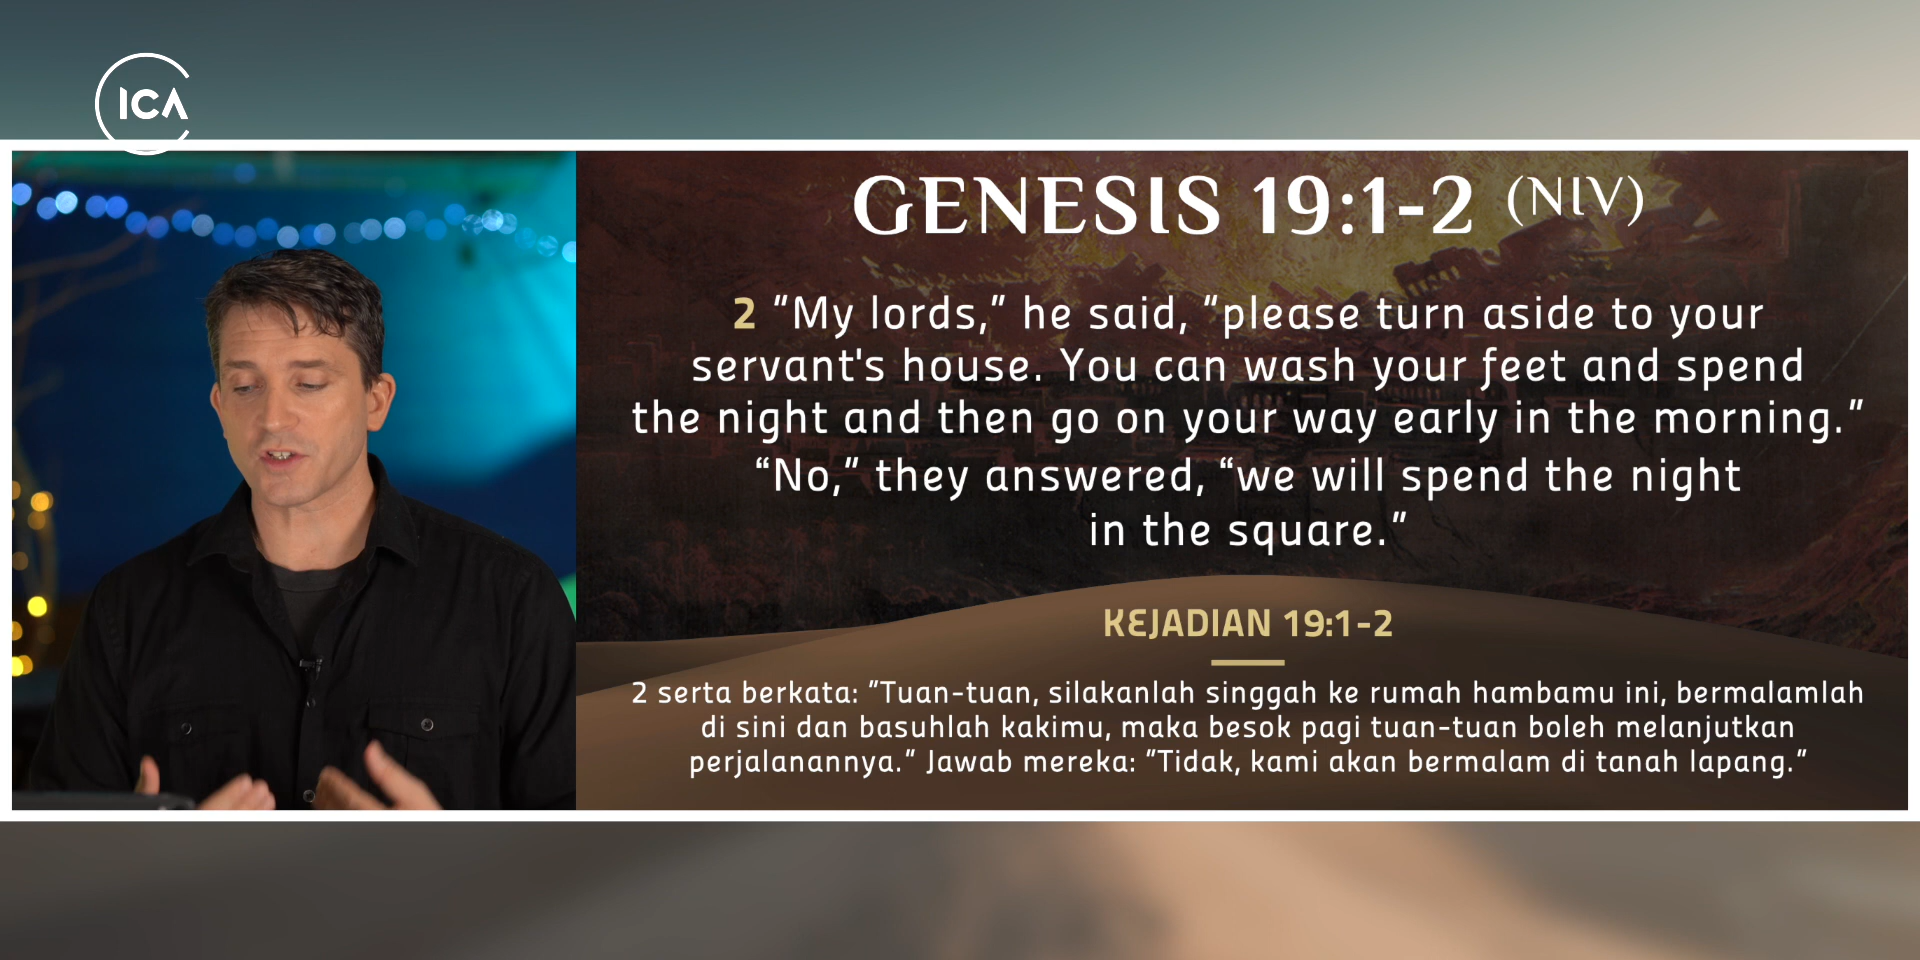 ICA
GENESIS 19:1-2 (NIV)
2 "My lords," he said, "please turn aside to your
servant's house. You can wash your feet and spend
the night and then go on your way early in the morning."
“No,” they answered, “we will spend the night
in the square.”
KEJADIAN 19:1-2
2 serta berkata: "Tuan-tuan, silakanlah singgah ke rumah hambamu ini, bermalamlah
di sini dan basuhlah kakimu, maka besok pagi tuan-tuan boleh melanjutkan
perjalanannya." Jawab mereka: "Tidak, kami akan bermalam di tanah lapang."